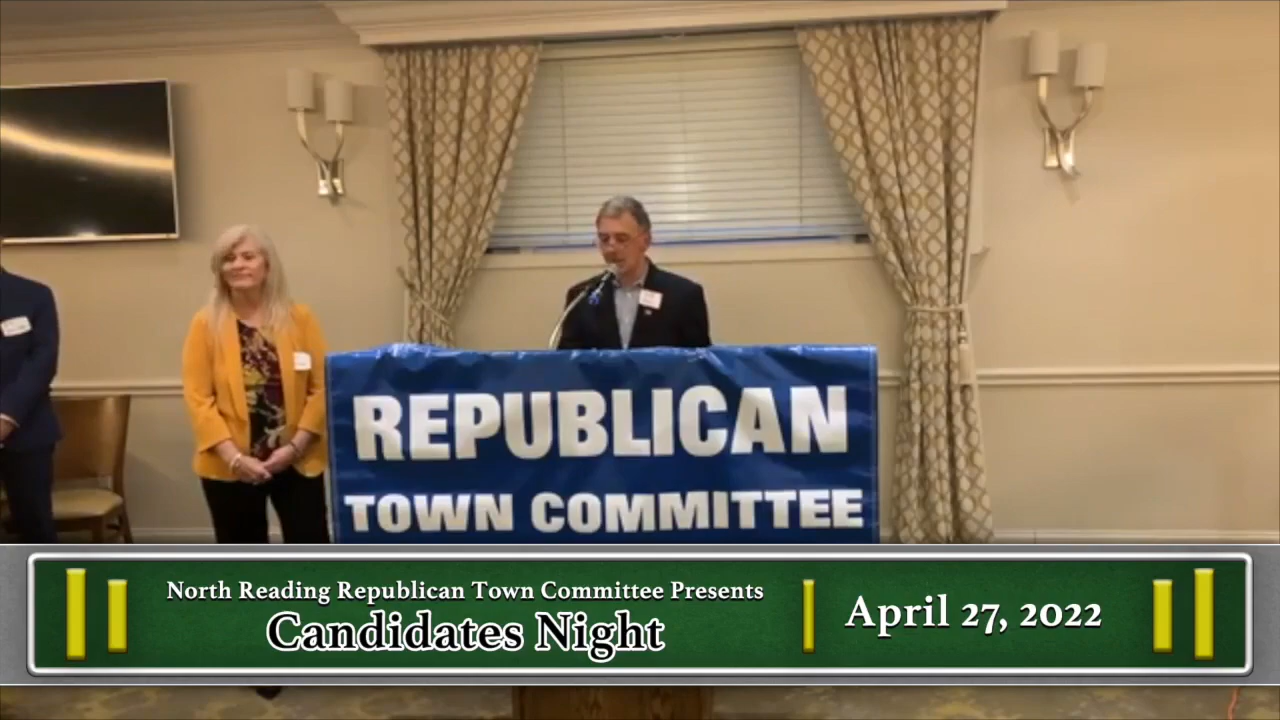 REPUBLICAN
TOWN COMMITTEE
North Reading Republican Town Committee Presents
Candidates Night
April 27, 2022